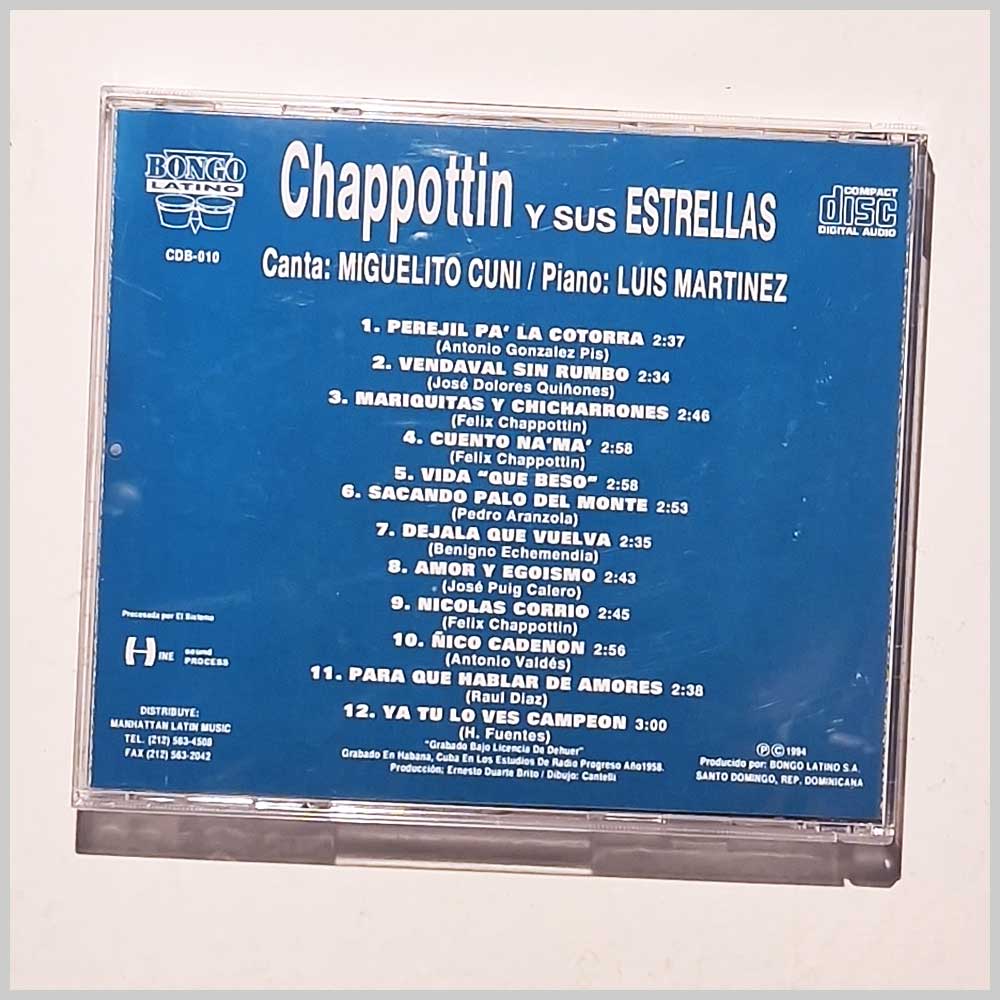 BONGO
LATINO
CDB-010
Chappottin Y SUS ESTRELLAS
COMPACT
disc
DIGITAL AUDIO
Canta: MIGUELITO CUNI / Piano: LUIS MARTINEZ
1. PEREJIL PA' LA COTORRA 2:37
(Antonio Gonzalez Pis)
2. VENDAVAL SIN RUMBO 2:34
(José Dolores Quiñones)
3. MARIQUITAS Y CHICHARRONES 2:46
(Felix Chappottin)
4. CUENTO NA'MA' 2:58
(Felix Chappottin)
5. VIDA "QUE BESO" 2:58
6. SACANDO PALO DEL MONTE 2:53
(Pedro Aranzola)
7. DEJALA QUE VUELVA 2:35
(Benigno Echemendia)
8. AMOR Y EGOISMO 2:43
(José Puig Calero)
9. NICOLAS CORRIO 2:45
(Felix Chappottin)
10. ÑICO CADENON 2:56
(Antonio Valdés)
11. PARA QUE HABLAR DE AMORES 2:38
(Raul Diaz)
12. YA TU LO VES CAMPEON 3:00
(H. Fuentes)
"Grabado Bajo Licencia De Dehuer"
Grabado En Habana, Cuba En Los Estudios De Radio Progreso Año1958.
Producción: Ernesto Duarte Brito / Dibujo: Cantelli
Procesada por El Sistema
HINE sound PROCESS
DISTRIBUYE:
MANHATTAN LATIN MUSIC
TEL. (212) 563-4508
FAX (212) 563-2042
Ⓟ © 1994
Producido por: BONGO LATINO S.A.
SANTO DOMINGO, REP. DOMINICANA